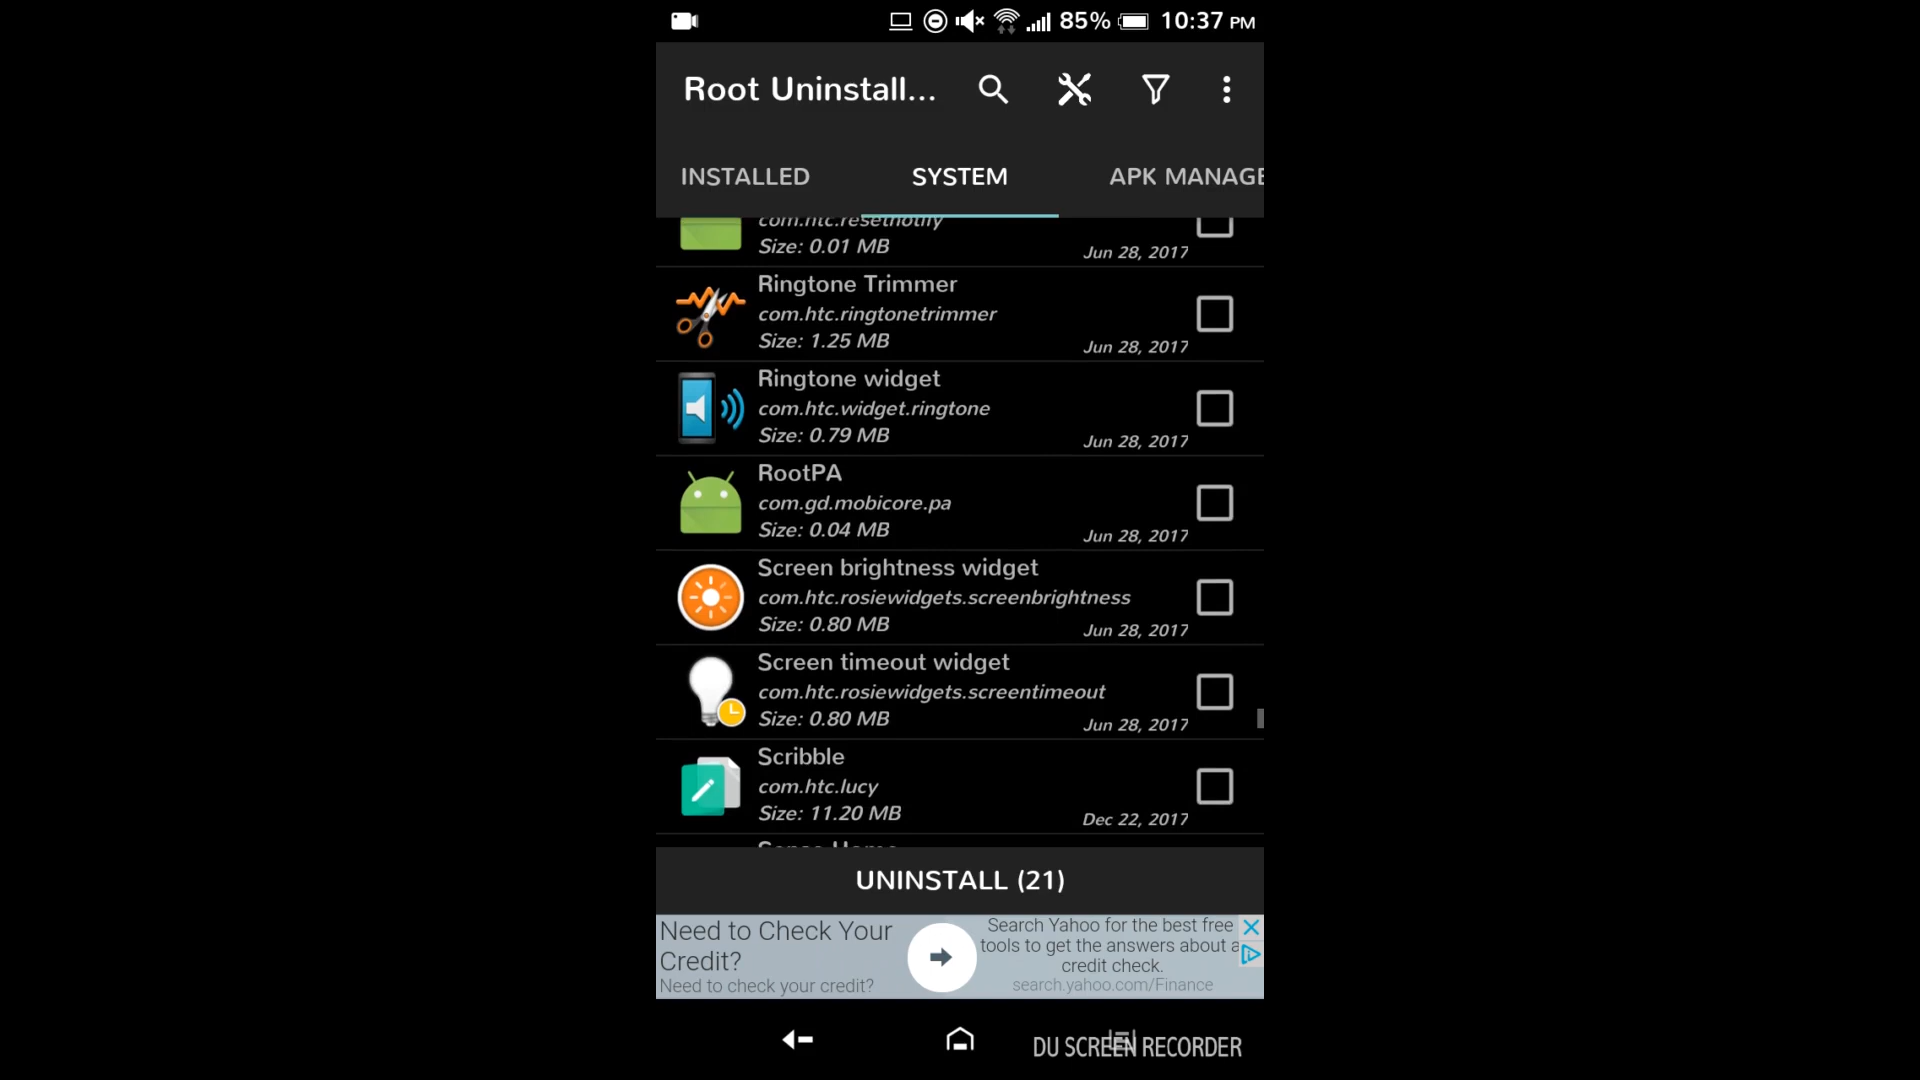 85% 10:37 PM
Root Uninstall...
INSTALLED SYSTEM APK MANAGE
com.htc.resetnotify
Size: 0.01 MB
Jun 28, 2017
Ringtone Trimmer
com.htc.ringtonetrimmer
Size: 1.25 MB
Jun 28, 2017
Ringtone widget
com.htc.widget.ringtone
Size: 0.79 MB
Jun 28, 2017
RootPA
com.gd.mobicore.pa
Size: 0.04 MB
Jun 28, 2017
Screen brightness widget
com.htc.rosiewidgets.screenbrightness
Size: 0.80 MB
Jun 28, 2017
Screen timeout widget
com.htc.rosiewidgets.screentimeout
Size: 0.80 MB
Jun 28, 2017
Scribble
com.htc.lucy
Size: 11.20 MB
Dec 22, 2017
Sense Home
UNINSTALL (21)
Need to Check Your
Credit?
Need to check your credit?
Search Yahoo for the best free
tools to get the answers about a
credit check.
search.yahoo.com/Finance
DU SCREEN RECORDER